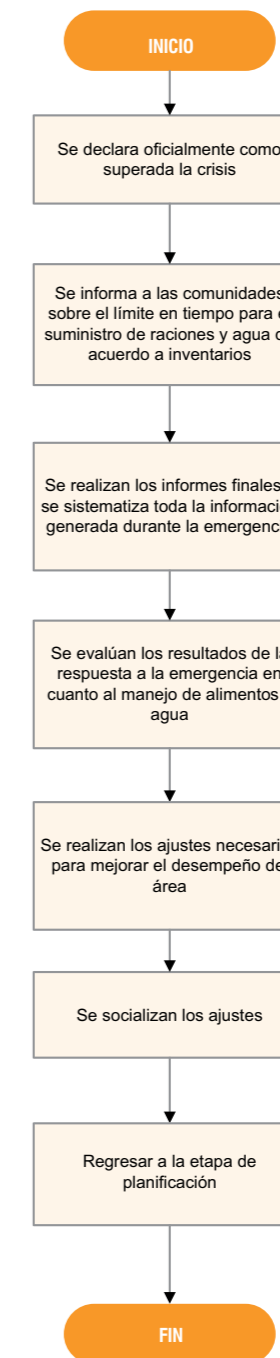 INICIO
Se declara oficialmente como
superada la crisis
Se informa a las comunidades
sobre el límite en tiempo para
suministro de raciones y agua
acuerdo a inventarios
Se realizan los informes finales
se sistematiza toda la
generada durante la
Se evalúan los resultados de
respuesta a la emergencia en
cuanto al manejo de alimentos
agua
Se realizan los ajustes
para mejorar el desempeño
área
Se socializan los ajustes
Regresar a la etapa de
planificación
FIN